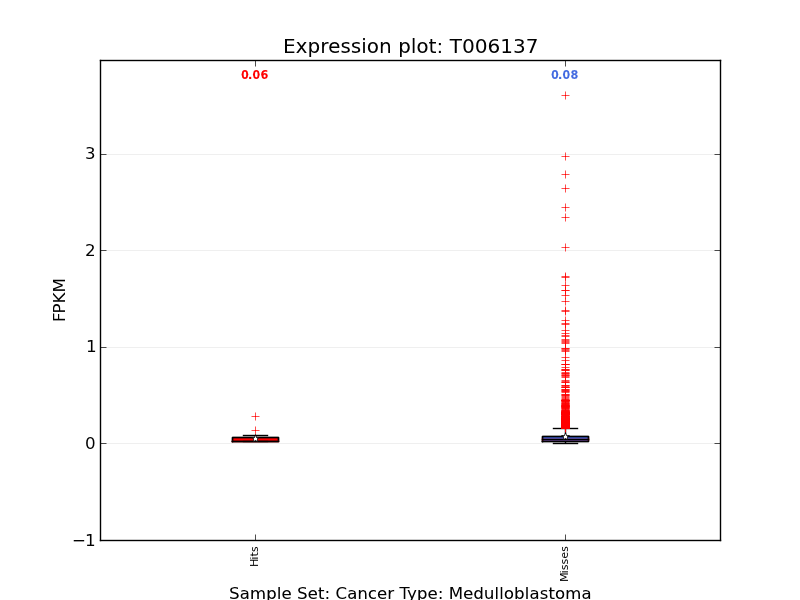 Expression plot: T006137
0.06
0.08
3
2
1
0
−1
FPKM
Hits
Misses
Sample Set: Cancer Type: Medulloblastoma